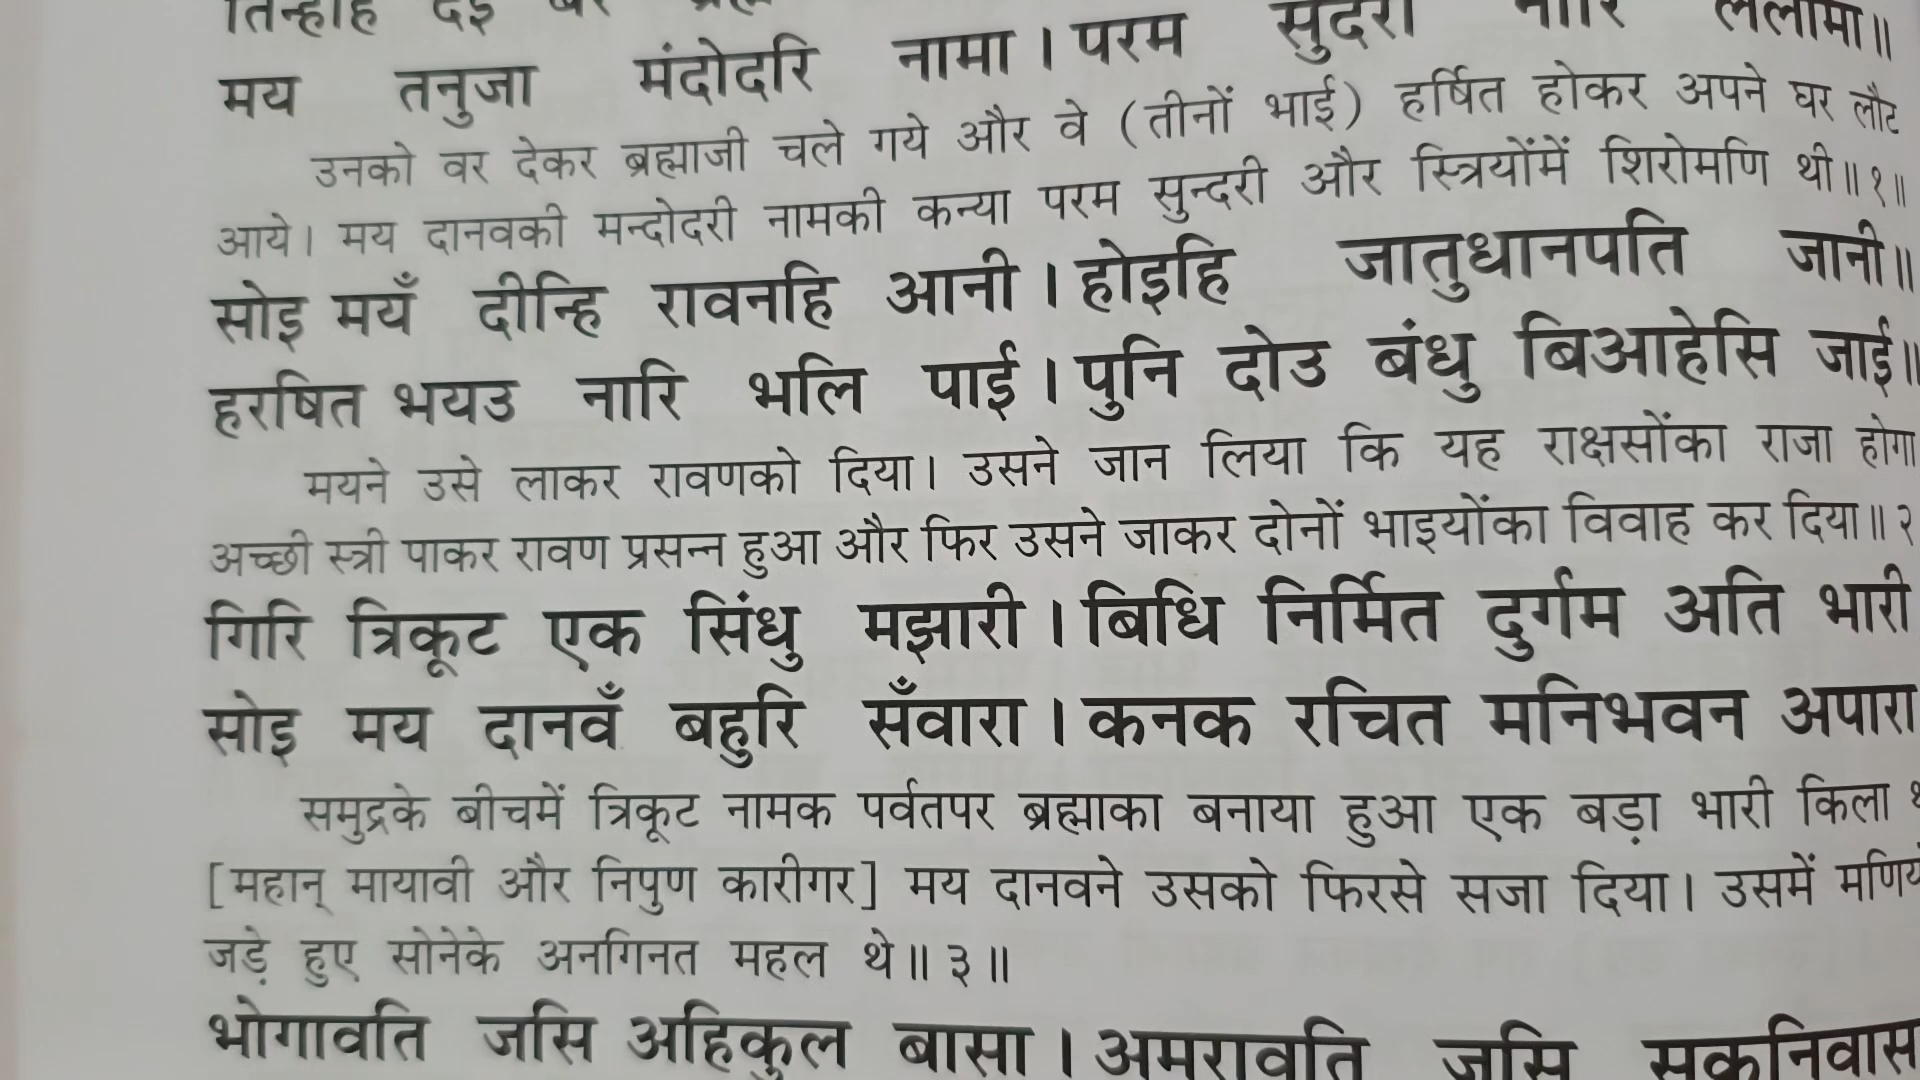 तिन्हहि देइ बर
मय तनुजा मंदोदरि नामा। परम सुंदरी नारि ललामा॥
उनको वर देकर ब्रह्माजी चले गये और वे (तीनों भाई) हर्षित होकर अपने घर लौट
आये। मय दानवकी मन्दोदरी नामकी कन्या परम सुन्दरी और स्त्रियोंमें शिरोमणि थी॥१॥
सोइ मयँ दीन्हि रावनहि आनी। होइहि जातुधानपति जानी॥
हरषित भयउ नारि भलि पाई। पुनि दोउ बंधु बिआहेसि जाई॥
मयने उसे लाकर रावणको दिया। उसने जान लिया कि यह राक्षसोंका राजा होगा
अच्छी स्त्री पाकर रावण प्रसन्न हुआ और फिर उसने जाकर दोनों भाइयोंका विवाह कर दिया॥२
गिरि त्रिकूट एक सिंधु मझारी। बिधि निर्मित दुर्गम अति भारी
सोइ मय दानवँ बहुरि सँवारा। कनक रचित मनिभवन अपारा
समुद्रके बीचमें त्रिकूट नामक पर्वतपर ब्रह्माका बनाया हुआ एक बड़ा भारी किला
[महान् मायावी और निपुण कारीगर] मय दानवने उसको फिरसे सजा दिया। उसमें
जड़े हुए सोनेके अनगिनत महल थे॥३॥
भोगावति जसि अहिकुल बासा। अमरावति जसि सक्रनिवास